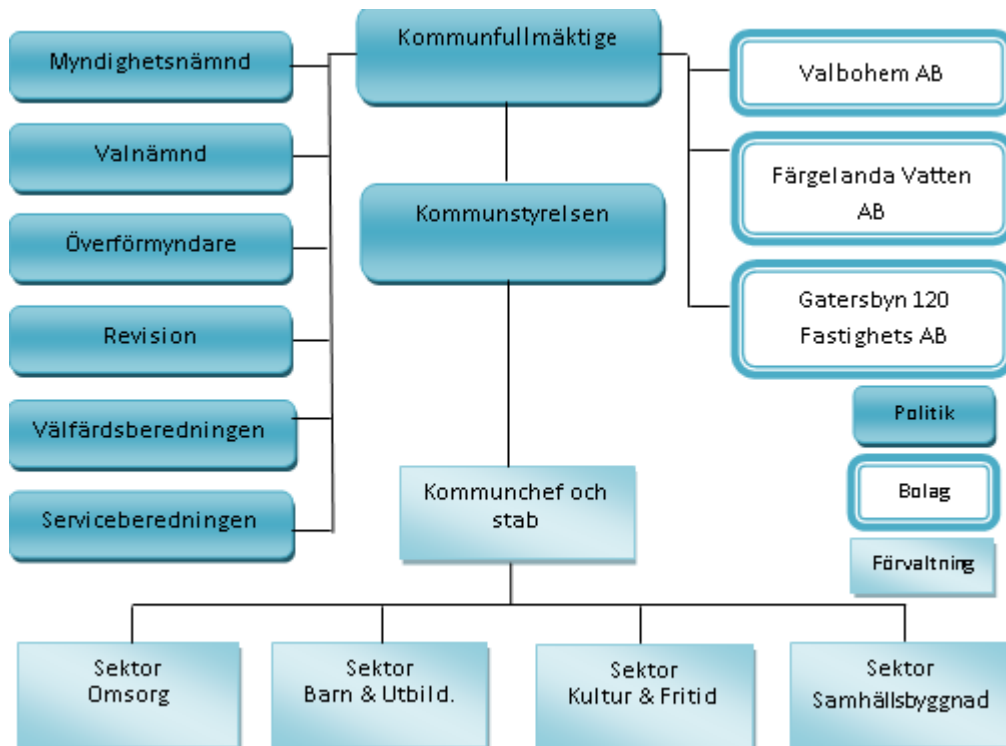 Kommunfullmäktige
Myndighetsnämnd
Valnämnd
Överförmyndare
Revision
Välfärdsberedningen
Serviceberedningen
Kommunstyrelsen
Valbohem AB
Färgelanda Vatten
AB
Gatersbyn 120
Fastighets AB
Politik
Bolag
Förvaltning
Kommunchef och
stab
Sektor
Omsorg
Sektor
Barn & Utbild.
Sektor
Kultur & Fritid
Sektor
Samhällsbyggnad